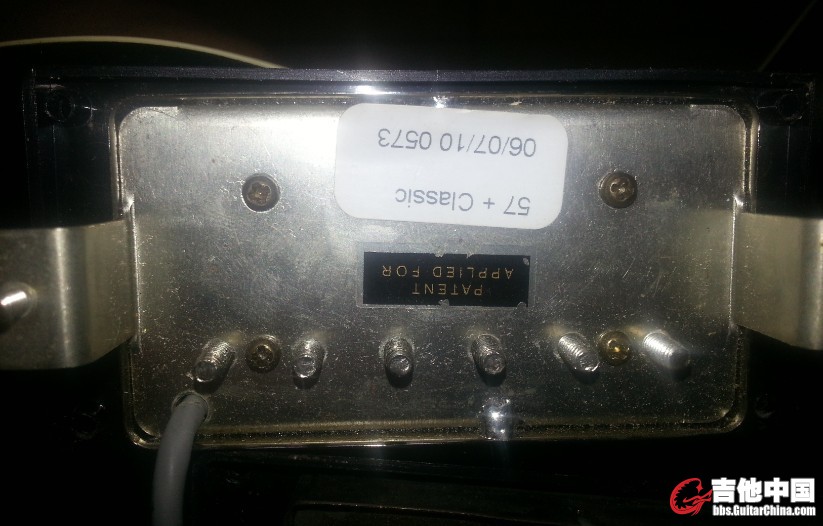 PATENT
APPLIED FOR
57 + Classic
06/07/10 0573
吉他中国
bbs.GuitarChina.com